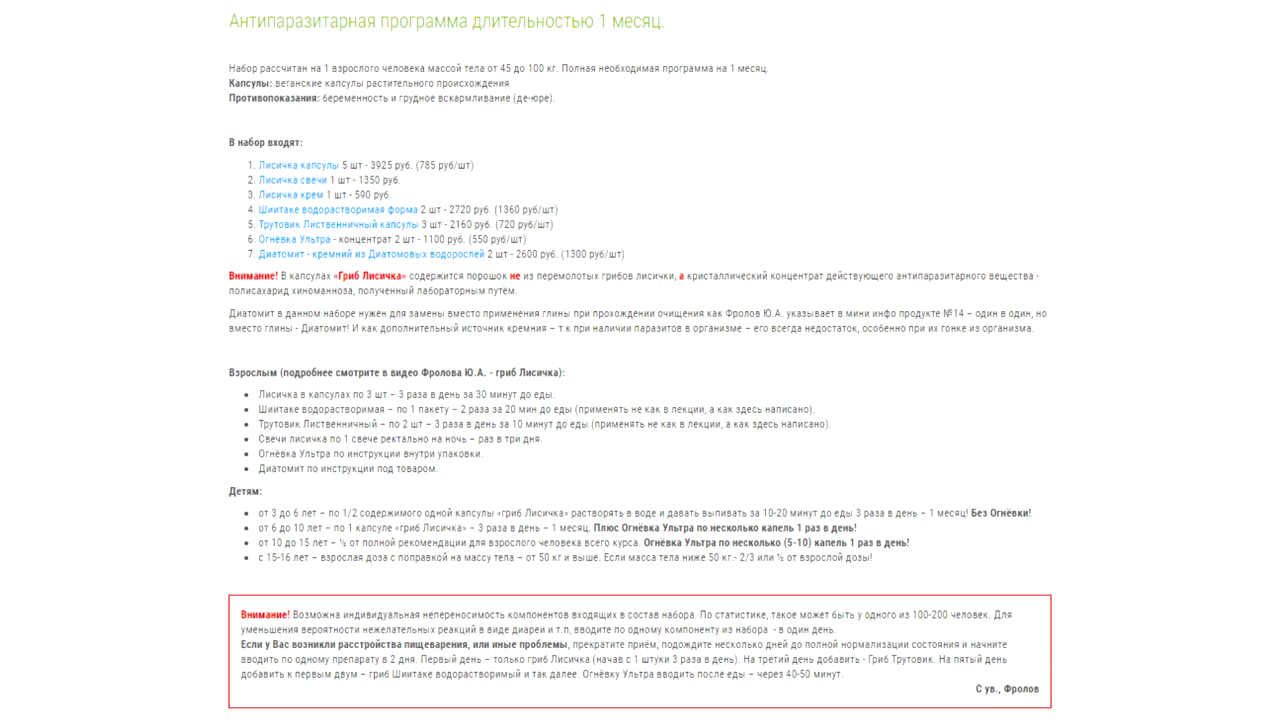 Антипаразитарная программа длительностью 1 месяц.
Набор рассчитан на 1 взрослого человека массой тела от 45 до 100 кг. Полная необходимая программа на 1 месяц.
Капсулы: веганские капсулы растительного происхождения
Противопоказания: беременность и грудное вскармливание (де-юре).
В набор входят:
1. Лисичка капсулы 5 шт - 3925 руб. (785 руб/шт)
2. Лисичка свечи 1 шт - 1350 руб.
3. Лисичка крем 1 шт - 590 руб.
4. Шиитаке водорастворимая форма 2 шт - 2720 руб. (1360 руб/шт)
5. Трутовик Лиственничный капсулы 3 шт - 2160 руб. (720 руб/шт)
6. Огнёвка Ультра - концентрат 2 шт - 1100 руб. (550 руб/шт)
7. Диатомит - кремний из Диатомовых водорослей 2 шт - 2600 руб. (1300 руб/шт)
Внимание! В капсулах «Гриб Лисичка» содержится порошок не из перемолотых грибов лисички, а кристаллический концентрат действующего антипаразитарного вещества -
полисахарид хиноманноза, полученный лабораторным путём.
Диатомит в данном наборе нужен для замены вместо применения глины при прохождении очищения как Фролов Ю.А. указывает в мини инфо продукте №14 – один в один, но
вместо глины - Диатомит! И как дополнительный источник кремния – т к при наличии паразитов в организме – его всегда недостаток, особенно при их гонке из организма.
Взрослым (подробнее смотрите в видео Фролова Ю.А. - гриб Лисичка):
• Лисичка в капсулах по 3 шт – 3 раза в день за 30 минут до еды.
• Шиитаке водорастворимая – по 1 пакету – 2 раза за 20 мин до еды (применять не как в лекции, а как здесь написано).
• Трутовик Лиственничный – по 2 шт – 3 раза в день за 10 минут до еды (применять не как в лекции, а как здесь написано).
• Свечи лисичка по 1 свече ректально на ночь – раз в три дня.
• Огнёвка Ультра по инструкции внутри упаковки.
• Диатомит по инструкции под товаром.
Детям:
• от 3 до 6 лет – по 1/2 содержимого одной капсулы «гриб Лисичка» растворять в воде и давать выпивать за 10-20 минут до еды 3 раза в день – 1 месяц! Без Огнёвки!
• от 6 до 10 лет – по 1 капсуле «гриб Лисичка» – 3 раза в день – 1 месяц. Плюс Огнёвка Ультра по несколько капель 1 раз в день!
• от 10 до 15 лет – ½ от полной рекомендации для взрослого человека всего курса. Огнёвка Ультра по несколько (5-10) капель 1 раз в день!
• с 15-16 лет – взрослая доза с поправкой на массу тела – от 50 кг и выше. Если масса тела ниже 50 кг.- 2/3 или ½ от взрослой дозы!
Внимание! Возможна индивидуальная непереносимость компонентов входящих в состав набора. По статистике, такое может быть у одного из 100-200 человек. Для
уменьшения вероятности нежелательных реакций в виде диареи и т.п, вводите по одному компоненту из набора - в один день.
Если у Вас возникли расстройства пищеварения, или иные проблемы, прекратите приём, подождите несколько дней до полной нормализации состояния и начните
вводить по одному препарату в 2 дня. Первый день – только гриб Лисичка (начав с 1 штуки 3 раза в день). На третий день добавить - Гриб Трутовик. На пятый день
добавить к первым двум – гриб Шиитаке водорастворимый и так далее. Огнёвку Ультра вводить после еды – через 40-50 минут.
С ув., Фролов